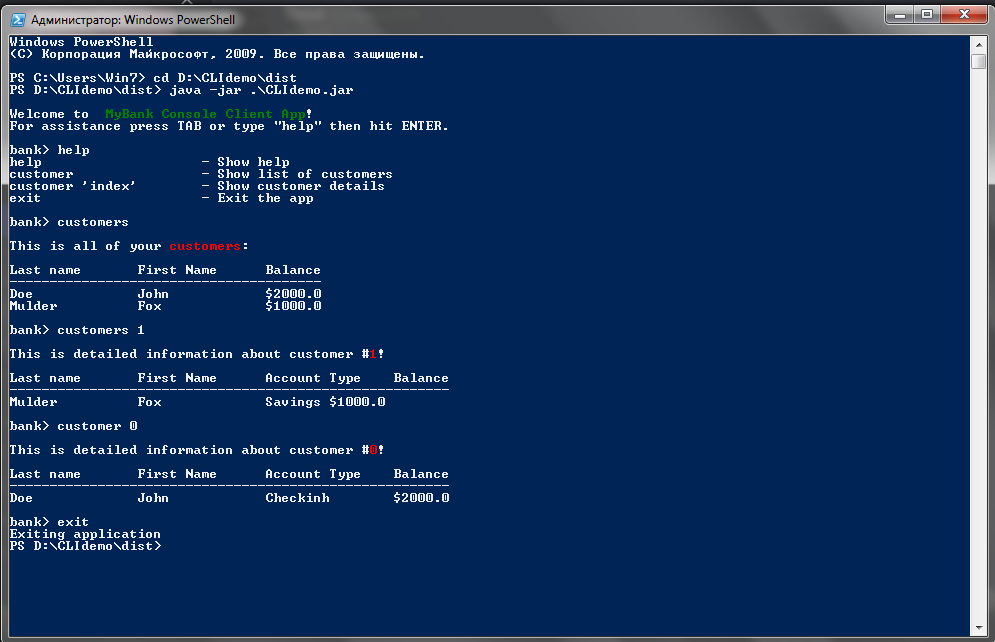 Администратор: Windows PowerShell
Windows PowerShell
(C) Корпорация Майкрософт, 2009. Все права защищены.
PS C:\Users\Win7> cd D:\CLIdemo\dist
PS D:\CLIdemo\dist> java -jar .\CLIdemo.jar
Welcome to  MyBank Console Client App!
For assistance press TAB or type "help" then hit ENTER.
bank> help
help                    - Show help
customer                - Show list of customers
customer 'index'        - Show customer details
exit                    - Exit the app
bank> customers
This is all of your customers:
Last name       First Name      Balance
---------------------------------------
Doe             John            $2000.0
Mulder          Fox             $1000.0
bank> customers 1
This is detailed information about customer #1!
Last name       First Name      Account Type    Balance
-------------------------------------------------------
Mulder          Fox             Savings $1000.0
bank> customer 0
This is detailed information about customer #0!
Last name       First Name      Account Type    Balance
-------------------------------------------------------
Doe             John            Checkinh        $2000.0
bank> exit
Exiting application
PS D:\CLIdemo\dist>